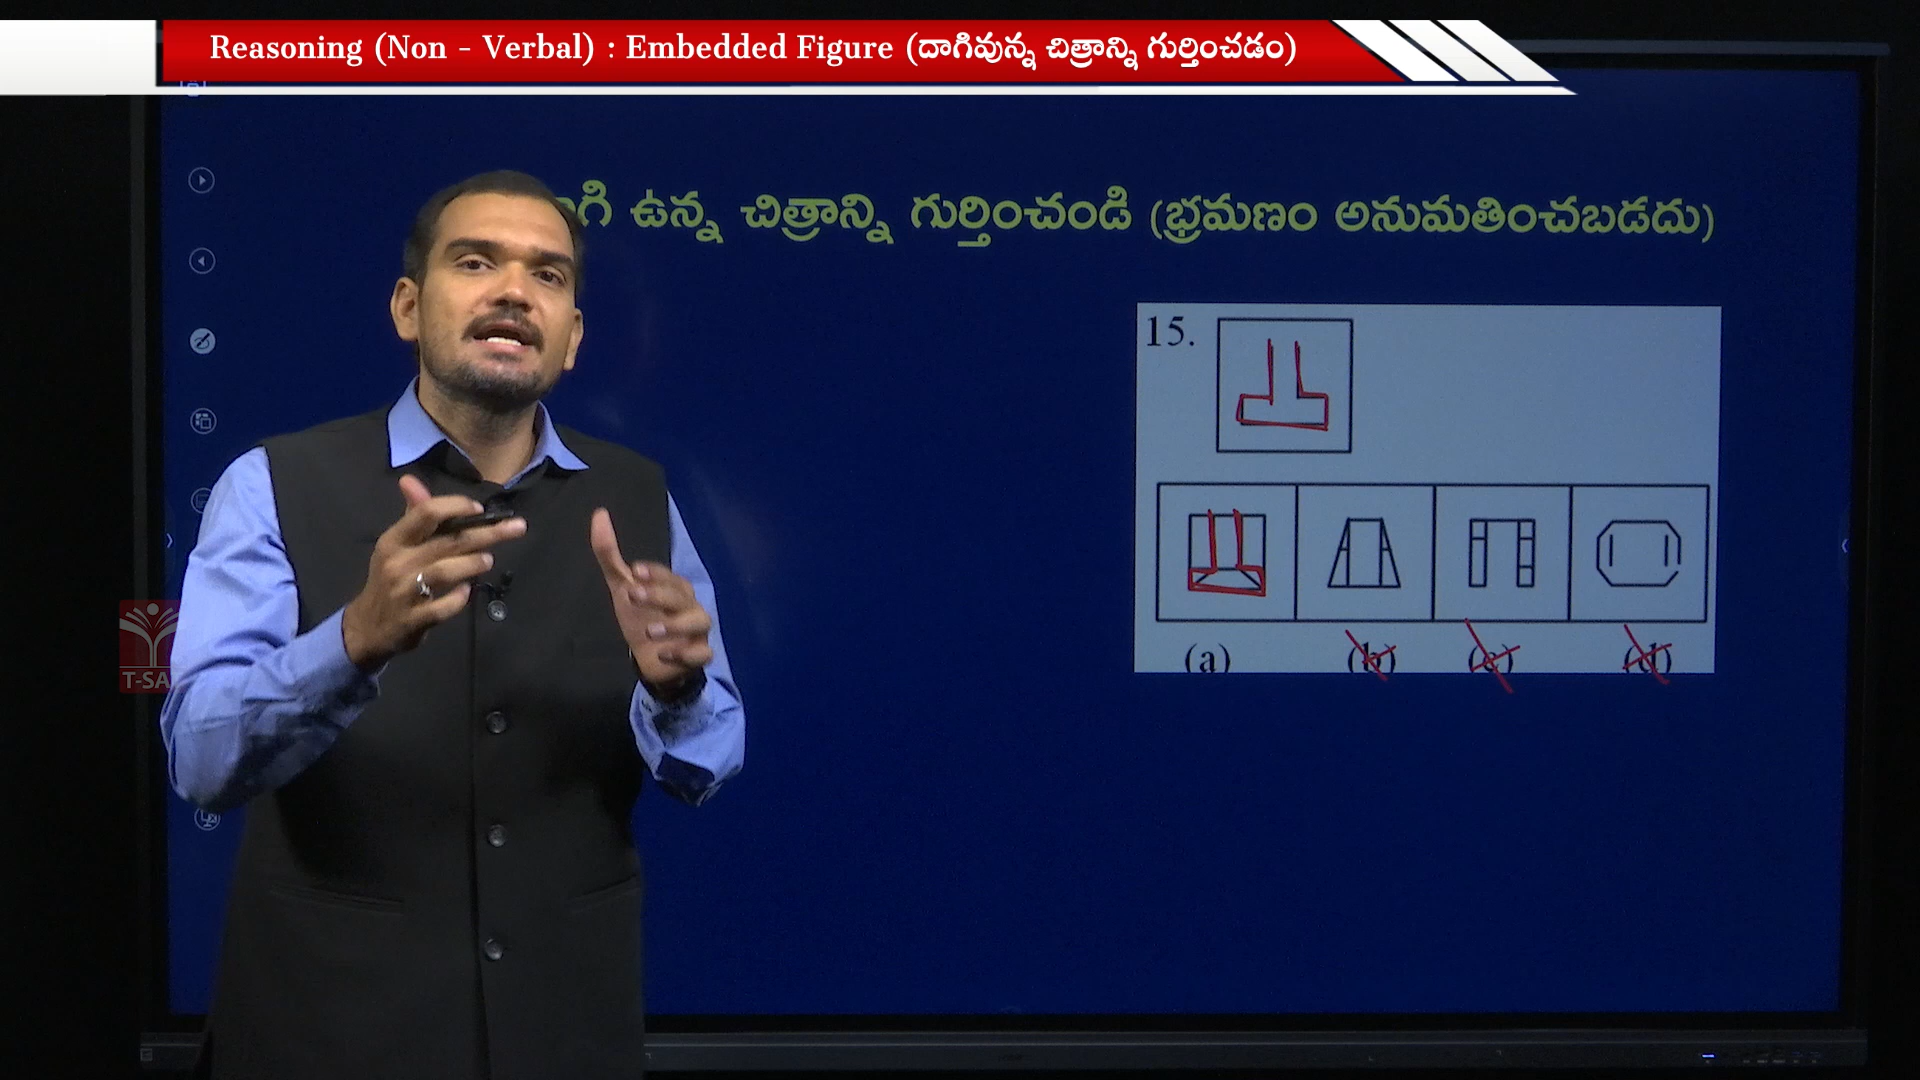 Reasoning (Non - Verbal) : Embedded Figure (దాగివున్న చిత్రాన్ని గుర్తించడం)
ఉన్న చిత్రాన్ని గుర్తించండి (భ్రమణం అనుమతించబడదు)
15.
(a) (b) (c) (d)
T-SA